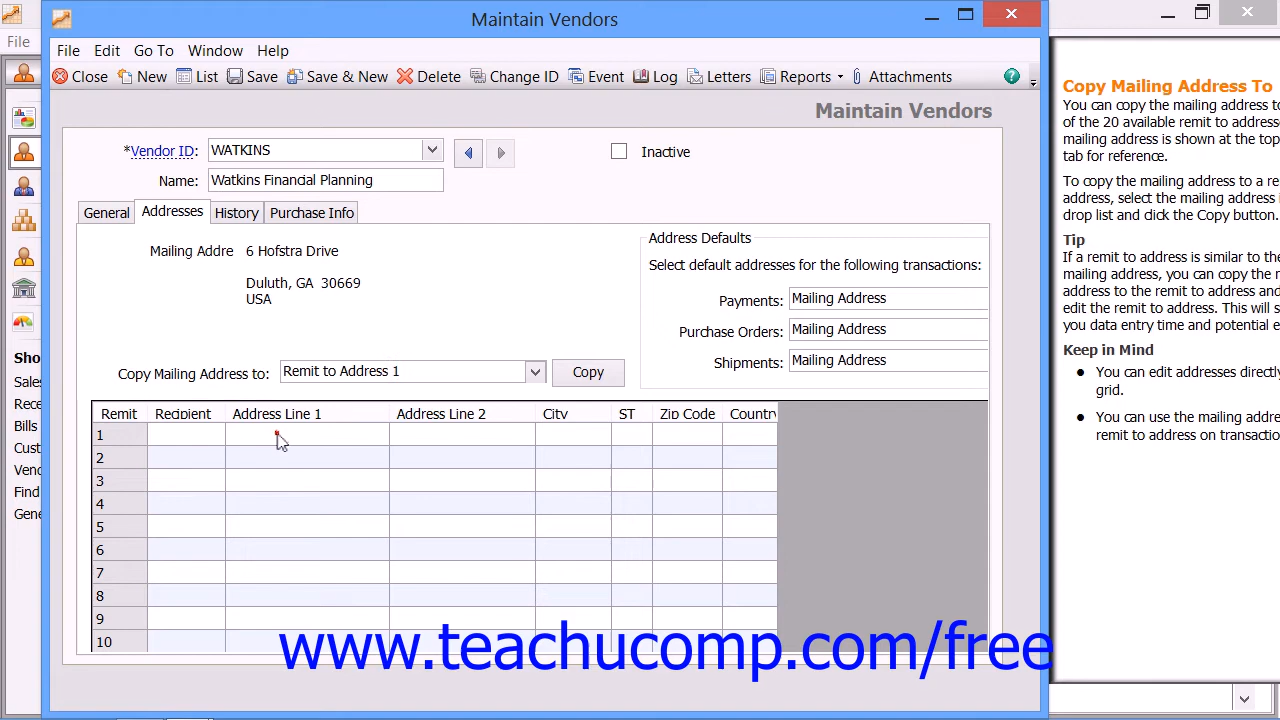 Maintain Vendors
File
File Edit Go To Window Help
Close New List Save Save & New Delete Change ID Event Log Letters Reports Attachments
Maintain Vendors
*Vendor ID: WATKINS
Inactive
Name: Watkins Financial Planning
General Addresses History Purchase Info
Mailing Addre 6 Hofstra Drive
Duluth, GA 30669
USA
Address Defaults
Select default addresses for the following transactions:
Payments: Mailing Address
Purchase Orders: Mailing Address
Shipments: Mailing Address
Copy Mailing Address to: Remit to Address 1 Copy
Remit Recipient Address Line 1 Address Line 2 City ST Zip Code Country
1
2
3
4
5
6
7
8
9
10
Sho
Sales
Rece
Bills
Cust
Vend
Find
Gene
Copy Mailing Address To
You can copy the mailing address to
of the 20 available remit to address
mailing address is shown at the top
tab for reference.
To copy the mailing address to a re
address, select the mailing address
drop list and click the Copy button.
Tip
If a remit to address is similar to the
mailing address, you can copy the m
address to the remit to address and
edit the remit to address. This will s
you data entry time and potential e
Keep in Mind
● You can edit addresses directly
grid.
● You can use the mailing addre
remit to address on transactio
www.teachucomp.com/free